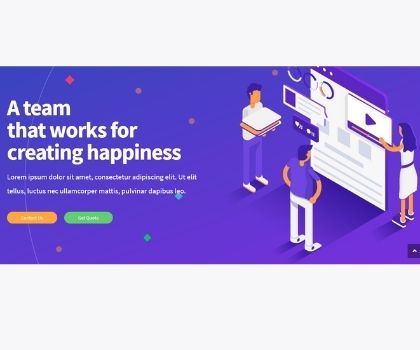 A team
that works for
creating happiness
Lorem ipsum dolor sit amet, consectetur adipiscing elit. Ut elit
tellus, luctus nec ullamcorper mattis, pulvinar dapibus leo.
Contact Us
Get Quote